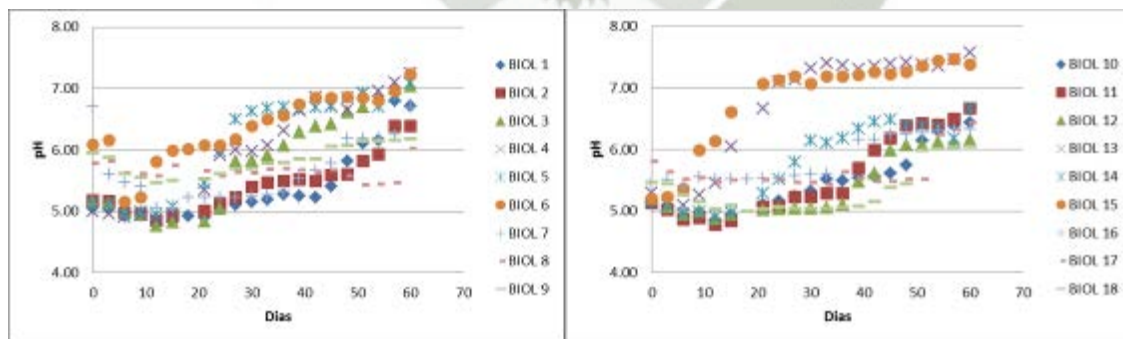 8.00
7.00
6.00
5.00
4.00
pH
0 10 20 30 40 50 60 70
Dias
BIOL 1
BIOL 2
BIOL 3
BIOL 4
BIOL 5
BIOL 6
BIOL 7
BIOL 8
BIOL 9
8.00
7.00
6.00
5.00
4.00
pH
0 10 20 30 40 50 60 70
Dias
BIOL 10
BIOL 11
BIOL 12
BIOL 13
BIOL 14
BIOL 15
BIOL 16
BIOL 17
BIOL 18